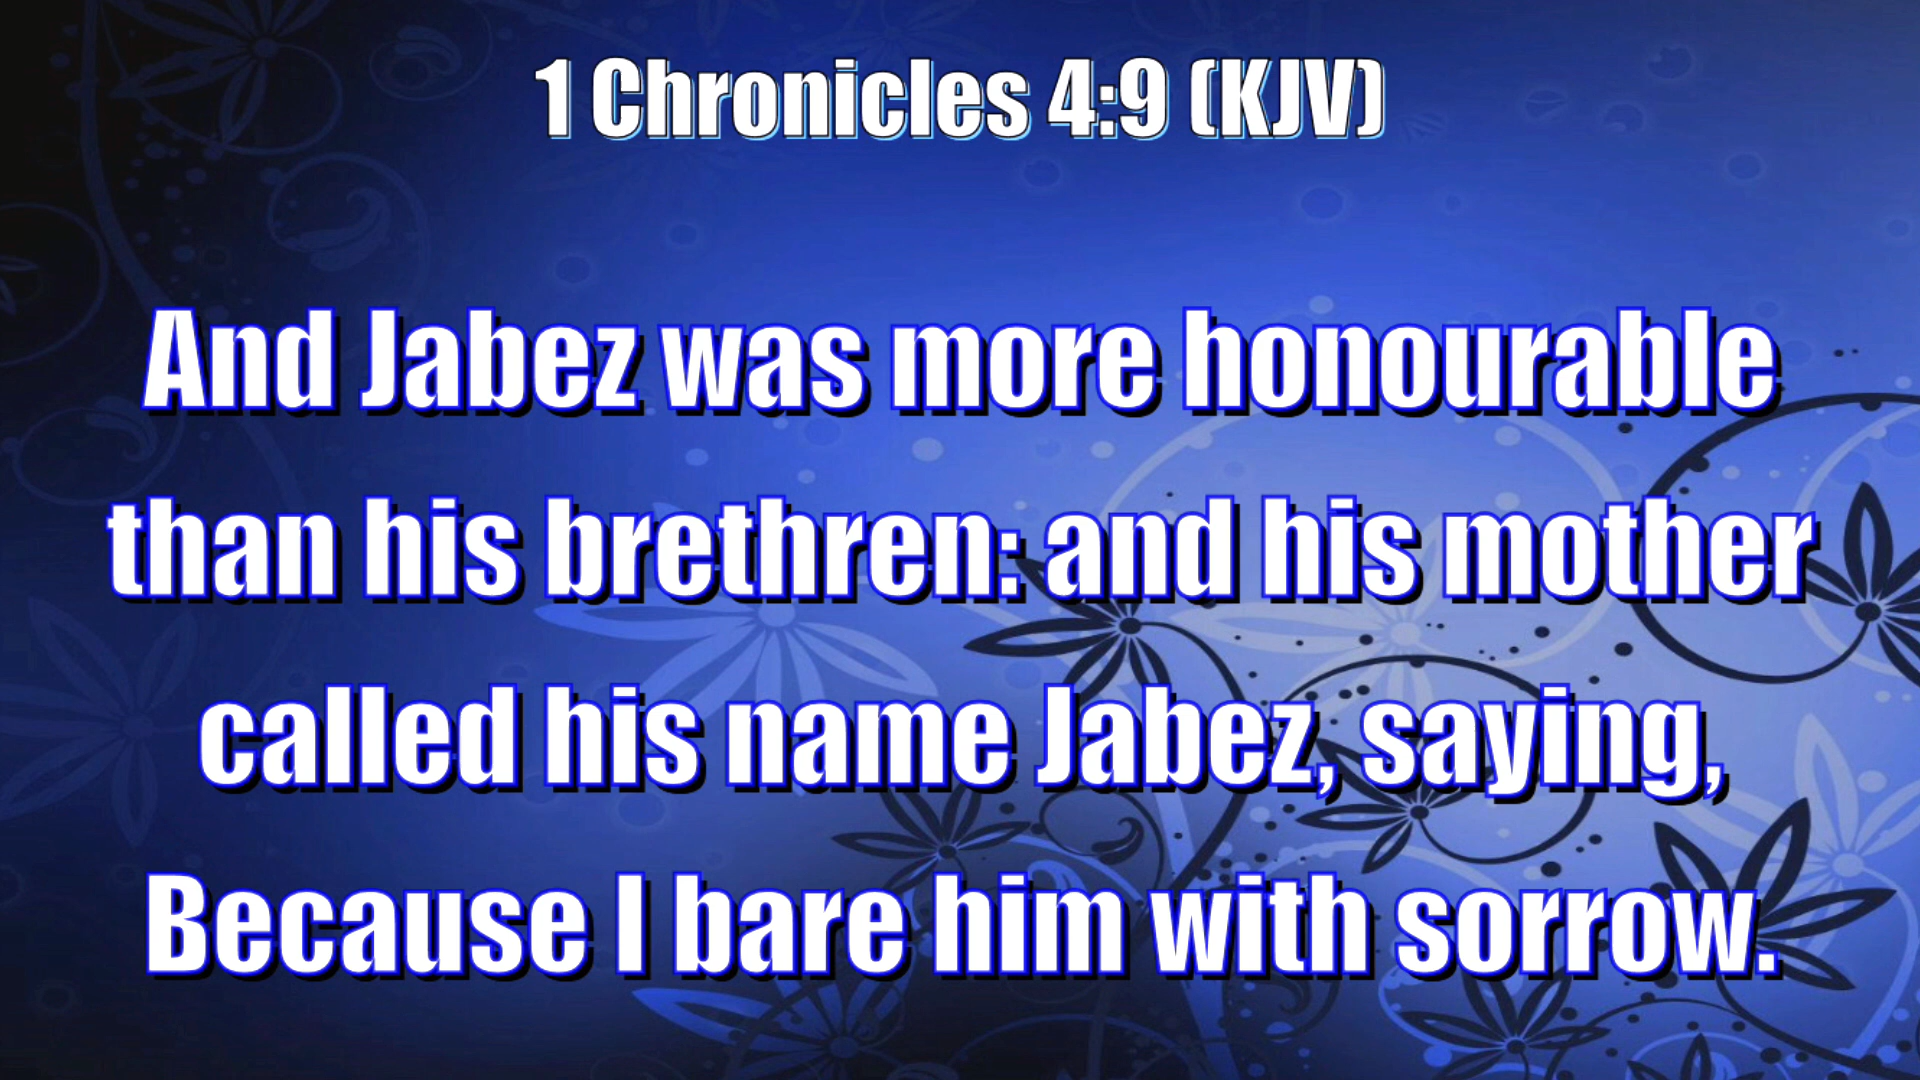 1 Chronicles 4:9 (KJV)
And Jabez was more honourable
than his brethren: and his mother
called his name Jabez, saying,
Because I bare him with sorrow.